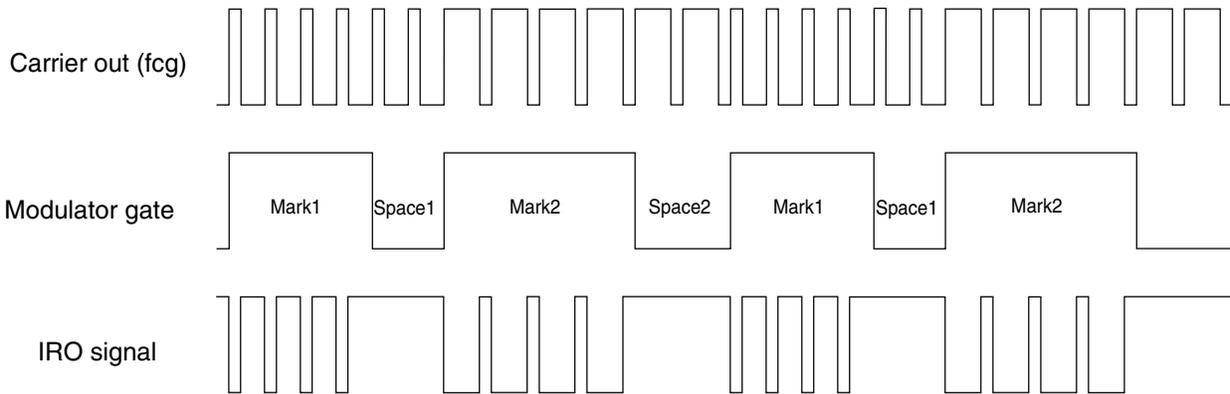 Carrier out (fcg)
Modulator gate
Mark1
Space1
Mark2
Space2
Mark1
Space1
Mark2
IRO signal